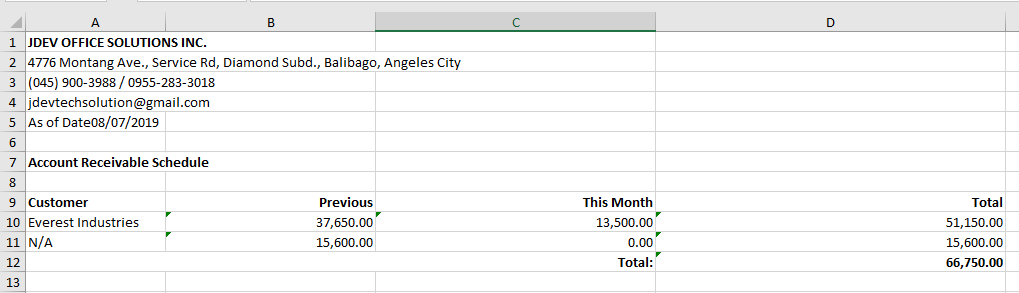 A B C D
1 JDEV OFFICE SOLUTIONS INC.
2 4776 Montang Ave., Service Rd, Diamond Subd., Balibago, Angeles City
3 (045) 900-3988 / 0955-283-3018
4 jdevtechsolution@gmail.com
5 As of Date08/07/2019
6
7 Account Receivable Schedule
8
9 Customer Previous This Month Total
10 Everest Industries 37,650.00 13,500.00 51,150.00
11 N/A 15,600.00 0.00 15,600.00
12 Total: 66,750.00
13